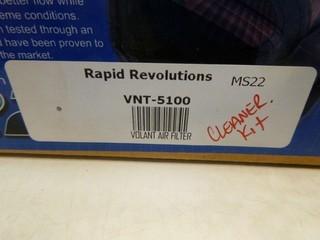 better flow while
eme conditions.
n tested through an
u have been proven to
the market.
Rapid Revolutions MS22
VNT-5100
VOLANT AIR FILTER
CLEANER
KIT